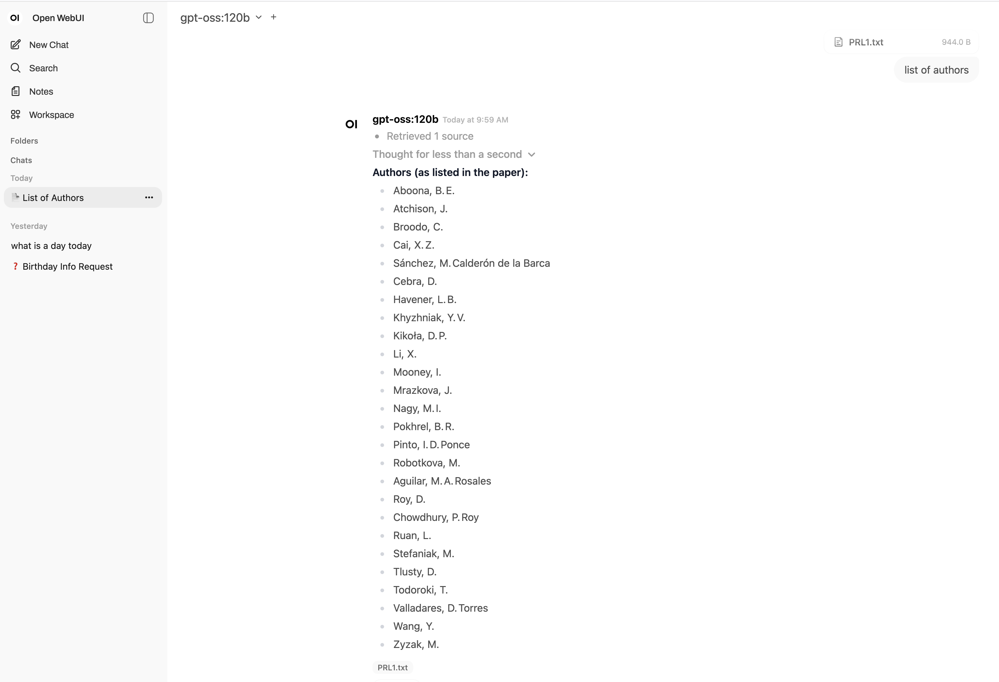 OI Open WebUI
New Chat
Search
Notes
Workspace
Folders
Chats
Today
List of Authors
Yesterday
what is a day today
❓ Birthday Info Request
gpt-oss:120b
PRL1.txt 944.0 B
list of authors
OI gpt-oss:120b Today at 9:59 AM
Retrieved 1 source
Thought for less than a second
Authors (as listed in the paper):
Aboona, B. E.
Atchison, J.
Broodo, C.
Cai, X. Z.
Sánchez, M. Calderón de la Barca
Cebra, D.
Havener, L. B.
Khyzhniak, Y. V.
Kikoła, D. P.
Li, X.
Mooney, I.
Mrazkova, J.
Nagy, M. I.
Pokhrel, B. R.
Pinto, I. D. Ponce
Robotkova, M.
Aguilar, M. A. Rosales
Roy, D.
Chowdhury, P. Roy
Ruan, L.
Stefaniak, M.
Tlusty, D.
Todoroki, T.
Valladares, D. Torres
Wang, Y.
Zyzak, M.
PRL1.txt